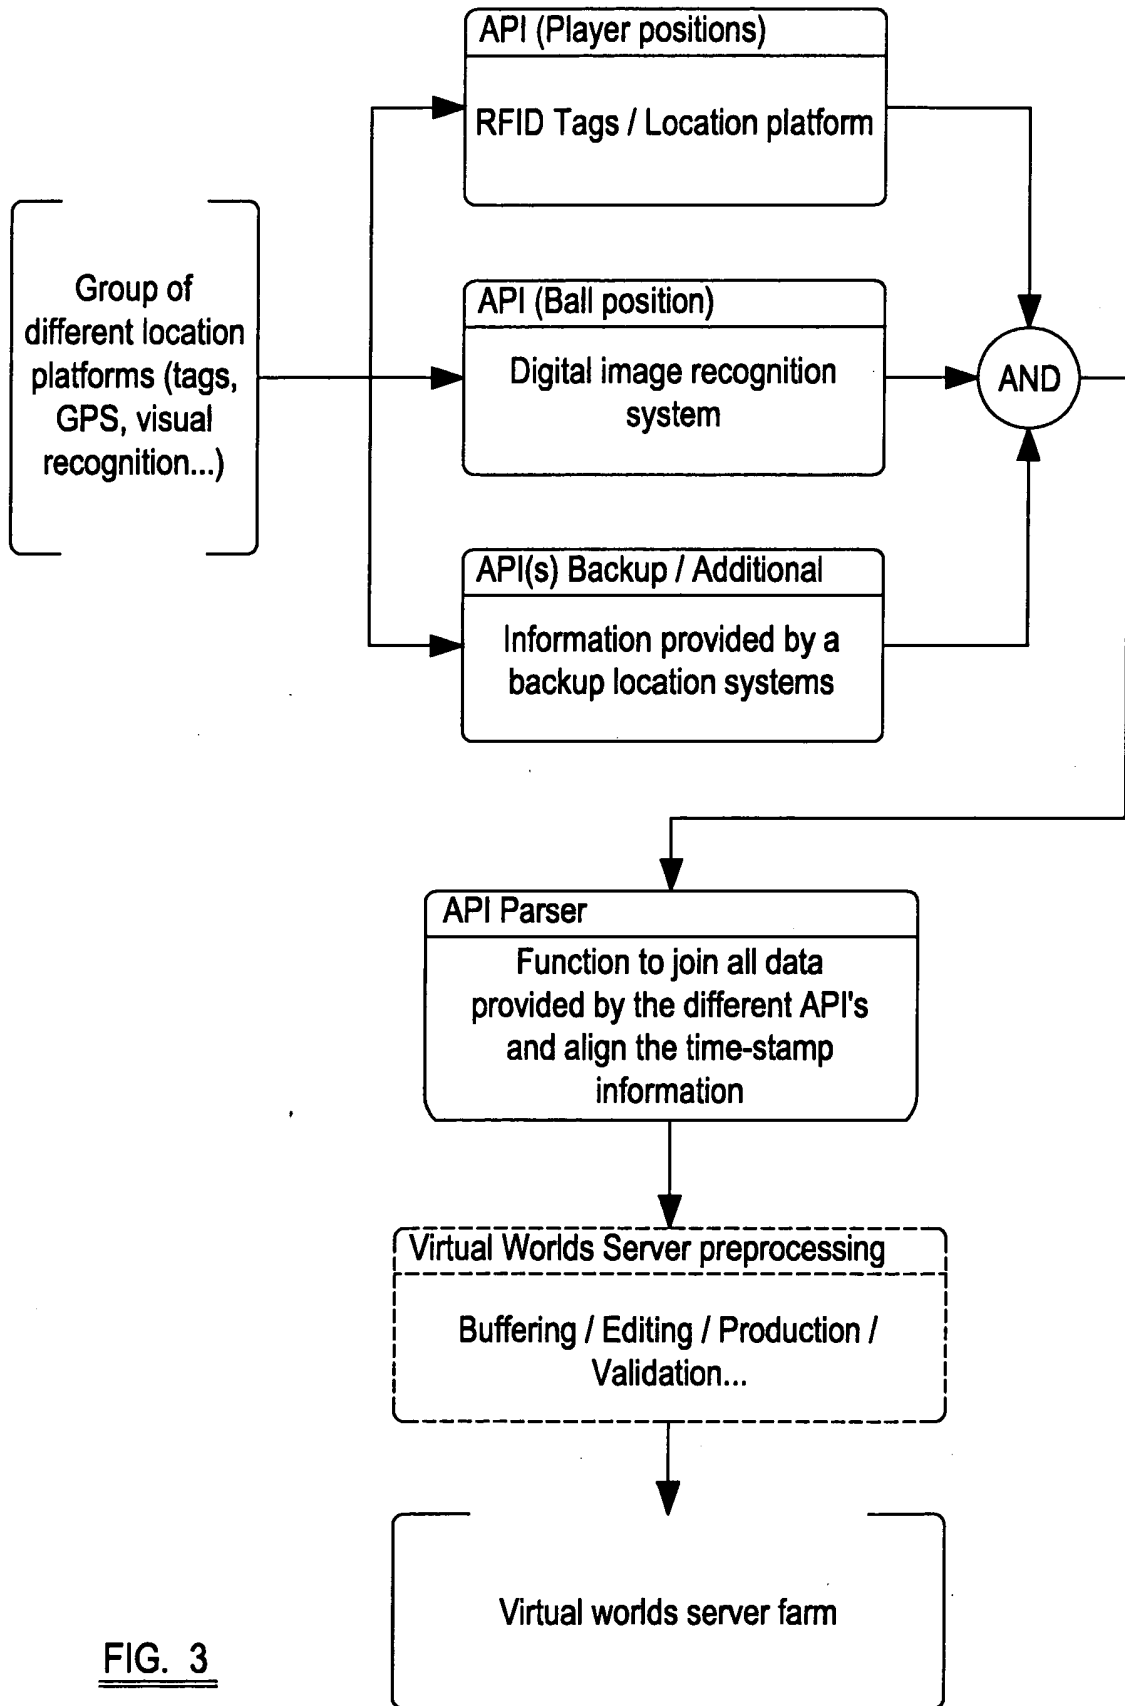 API (Player positions)
RFID Tags / Location platform
Group of
different location
platforms (tags,
GPS, visual
recognition...)
API (Ball position)
Digital image recognition
system
AND
API(s) Backup / Additional
Information provided by a
backup location systems
API Parser
Function to join all data
provided by the different API's
and align the time-stamp
information
Virtual Worlds Server preprocessing
Buffering / Editing / Production /
Validation...
Virtual worlds server farm
FIG. 3